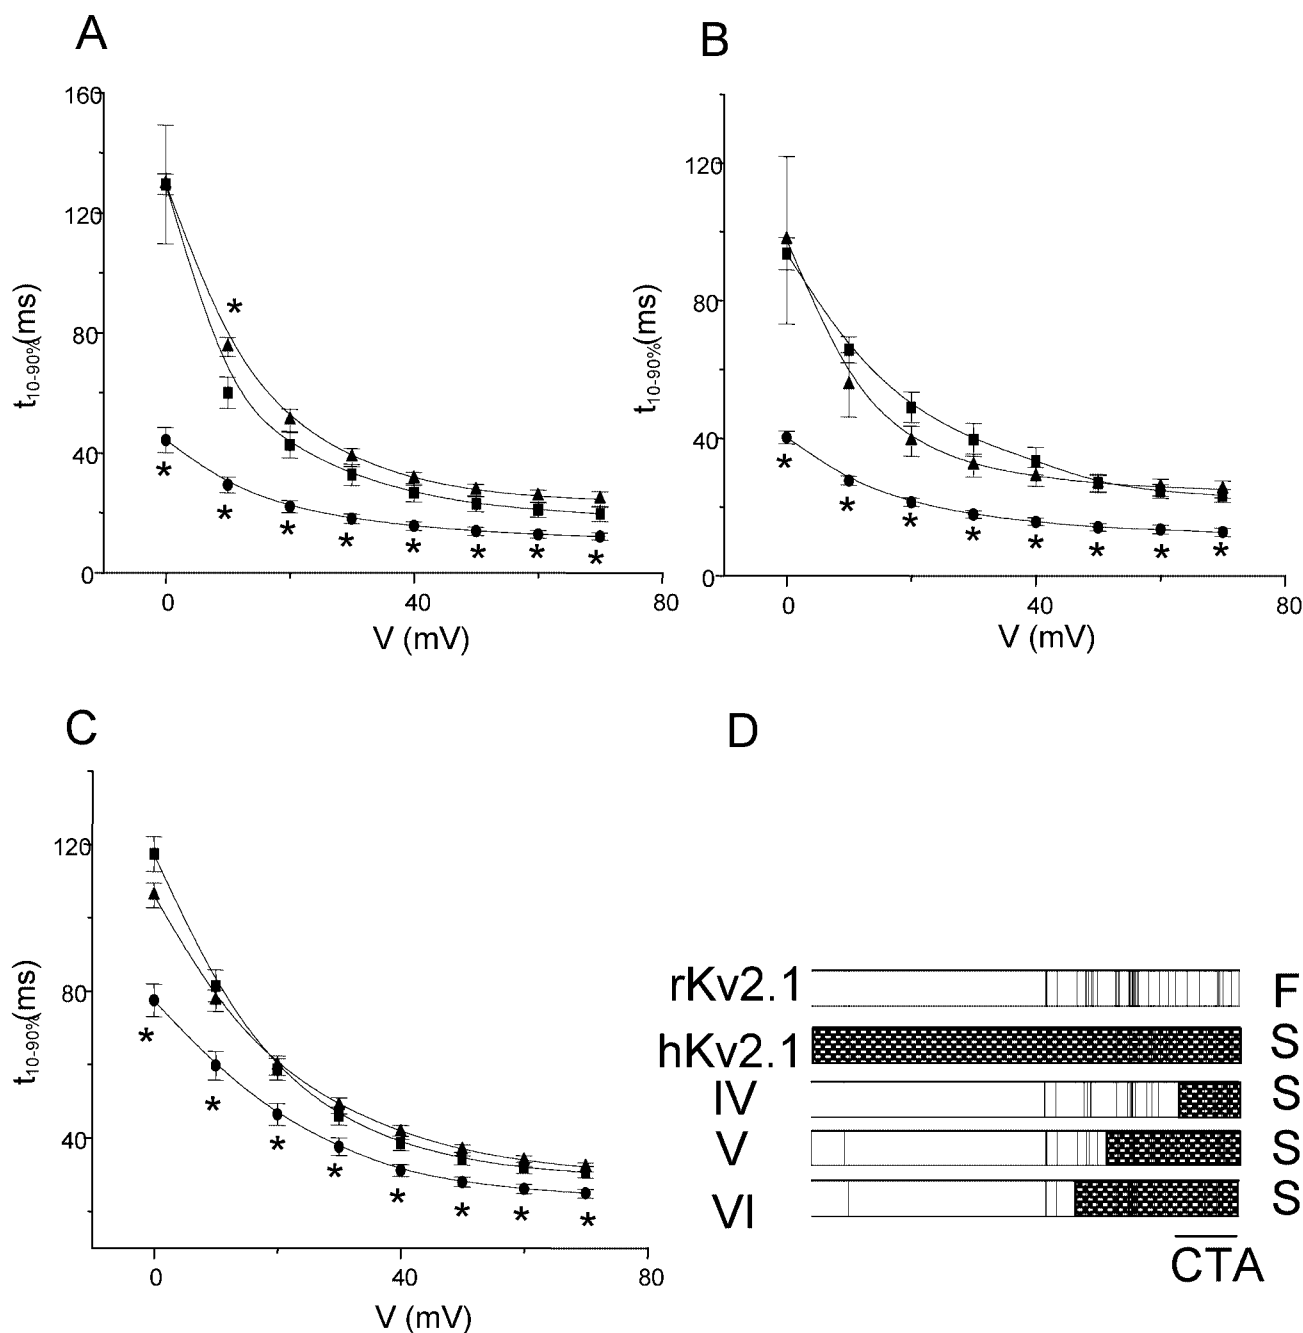 A
160
120
80
40
0
t10-90%(ms)
*
* * * * * * * *
0 40 80
V (mV)
B
120
80
40
0
t10-90%(ms)
* * * * * * * *
0 40 80
V (mV)
C
120
80
40
t10-90%(ms)
* * * * * * * *
0 40 80
V (mV)
D
rKv2.1 F
hKv2.1 S
IV S
V S
VI S
CTA